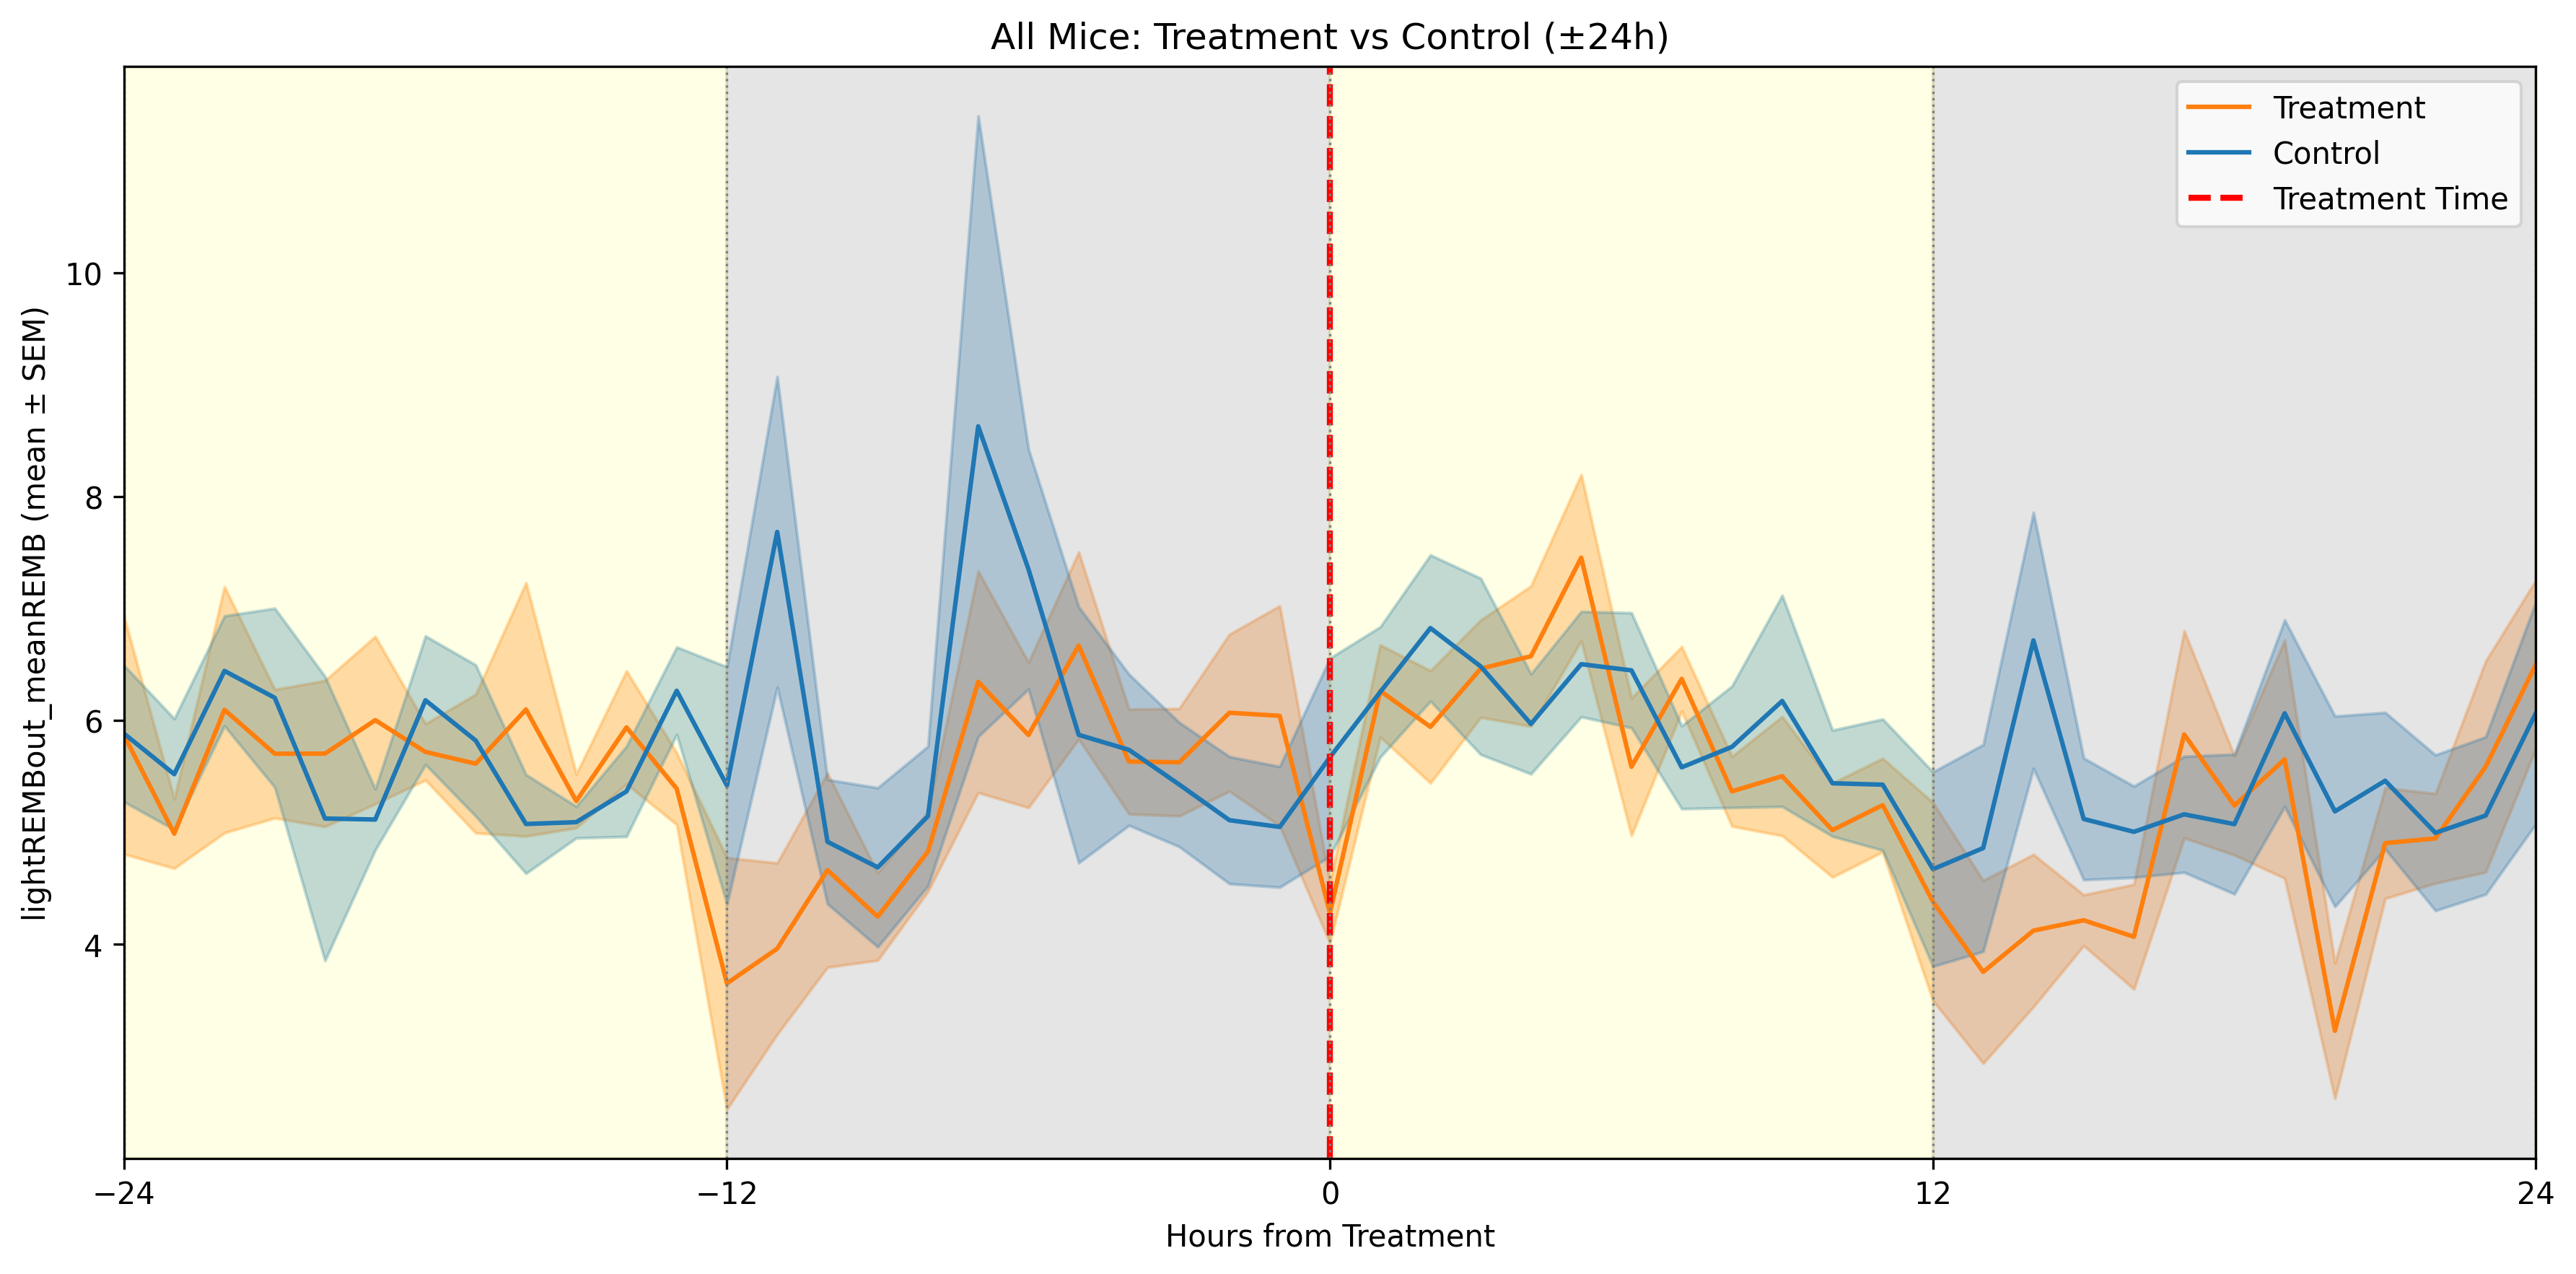 All Mice: Treatment vs Control (±24h)
Treatment
Control
Treatment Time
lightREMBout_meanREMB (mean ± SEM)
10
8
6
4
−24
−12
0
12
24
Hours from Treatment